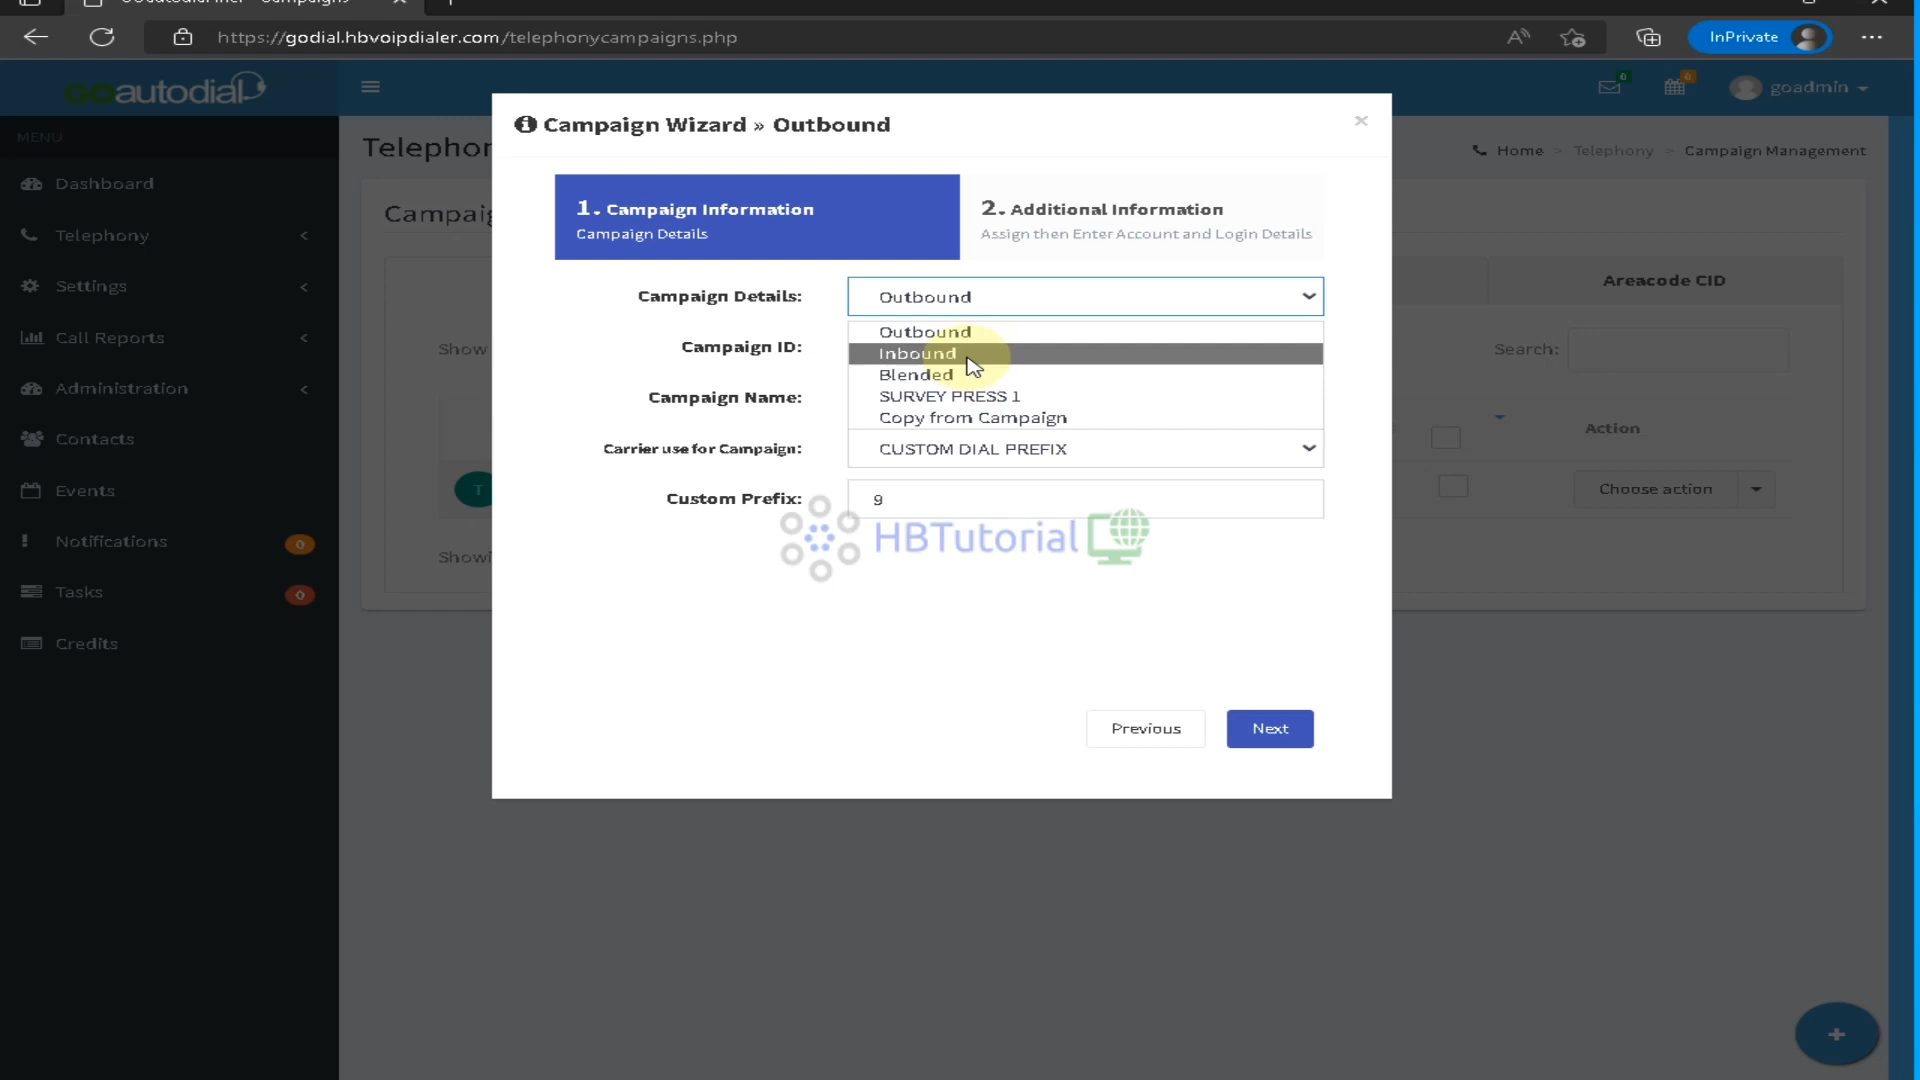 https://godial.hbvoipdialer.com/telephonycampaigns.php
InPrivate
GOautodial
0
0
goadmin
MENU
Campaign Wizard » Outbound
×
Home > Telephony > Campaign Management
Dashboard
Telephony
Settings
Call Reports
Administration
Contacts
Events
Notifications
0
Tasks
0
Credits
1. Campaign Information
Campaign Details
2. Additional Information
Assign then Enter Account and Login Details
Campaign Details:
Outbound
Outbound
Inbound
Blended
SURVEY PRESS 1
Copy from Campaign
Campaign ID:
Campaign Name:
Carrier use for Campaign:
CUSTOM DIAL PREFIX
Custom Prefix:
9
HBTutorial
Previous
Next
Areacode CID
Show
Search:
Action
T
Choose action
+